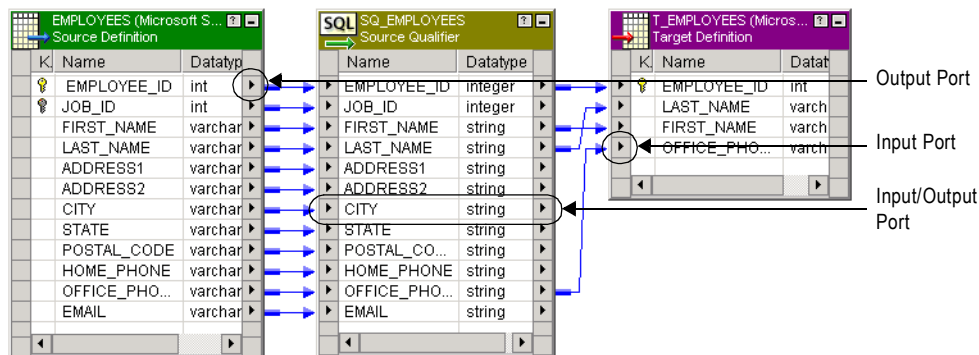 EMPLOYEES (Microsoft S...
Source Definition
K. Name Datatyp
EMPLOYEE_ID int
JOB_ID int
FIRST_NAME varchar
LAST_NAME varchar
ADDRESS1 varchar
ADDRESS2 varchar
CITY varchar
STATE varchar
POSTAL_CODE varchar
HOME_PHONE varchar
OFFICE_PHO... varchar
EMAIL varchar
SQL SQ_EMPLOYEES
Source Qualifier
Name Datatype
EMPLOYEE_ID integer
JOB_ID integer
FIRST_NAME string
LAST_NAME string
ADDRESS1 string
ADDRESS2 string
CITY string
STATE string
POSTAL_CO... string
HOME_PHONE string
OFFICE_PHO... string
EMAIL string
T_EMPLOYEES (Micros...
Target Definition
K. Name Datat
EMPLOYEE_ID int
LAST_NAME varch
FIRST_NAME varch
OFFICE_PHO... varch
Output Port
Input Port
Input/Output
Port